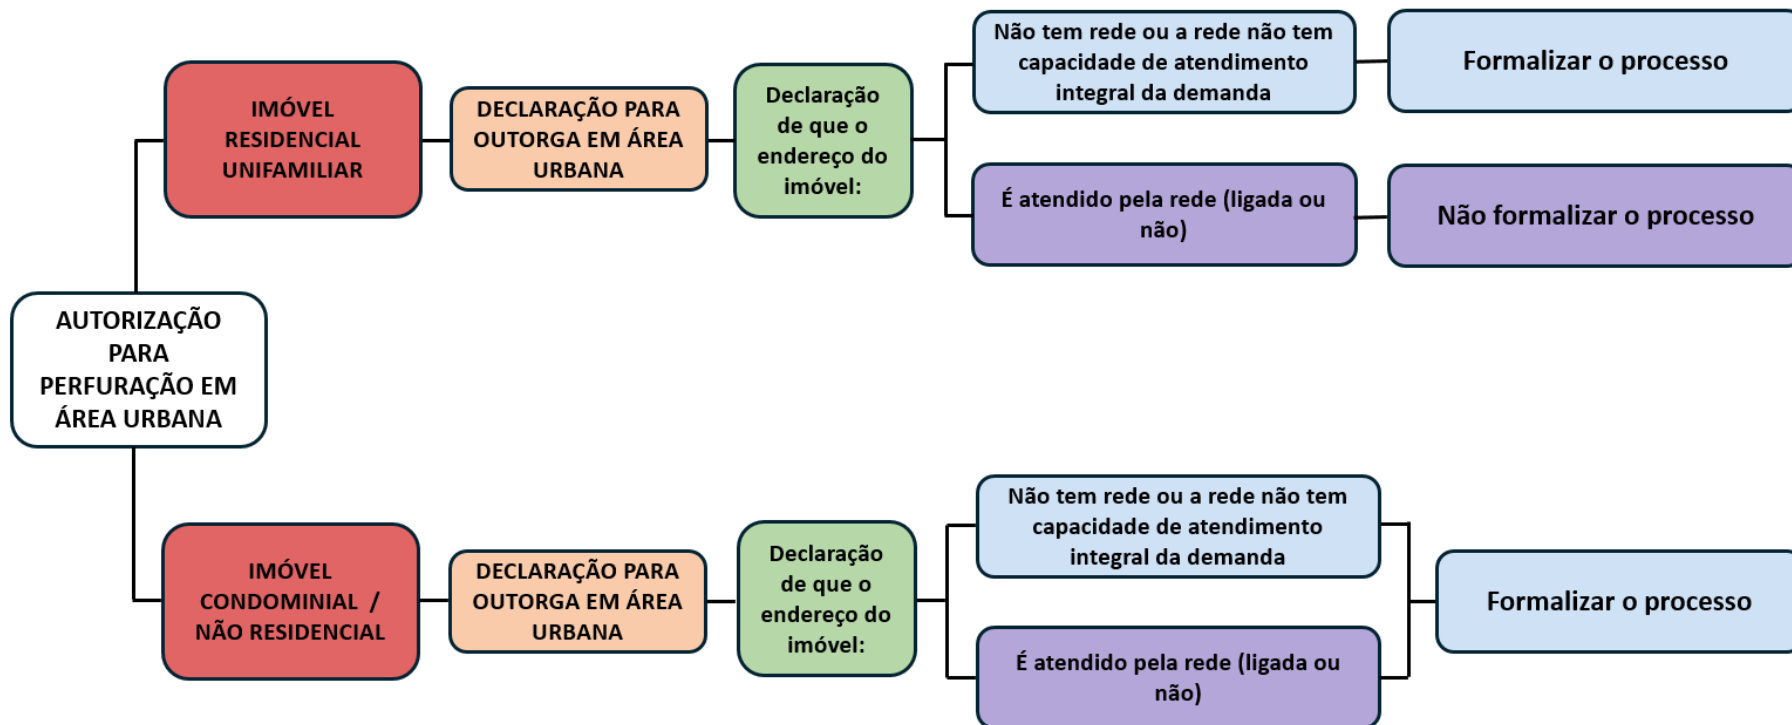 AUTORIZAÇÃO
PARA
PERFURAÇÃO EM
ÁREA URBANA
IMÓVEL
RESIDENCIAL
UNIFAMILIAR
DECLARAÇÃO PARA
OUTORGA EM ÁREA
URBANA
Declaração
de que o
endereço do
imóvel:
Não tem rede ou a rede não tem
capacidade de atendimento
integral da demanda
Formalizar o processo
É atendido pela rede (ligada ou
não)
Não formalizar o processo
IMÓVEL
CONDOMINIAL /
NÃO RESIDENCIAL
DECLARAÇÃO PARA
OUTORGA EM ÁREA
URBANA
Declaração
de que o
endereço do
imóvel:
Não tem rede ou a rede não tem
capacidade de atendimento
integral da demanda
É atendido pela rede (ligada ou
não)
Formalizar o processo